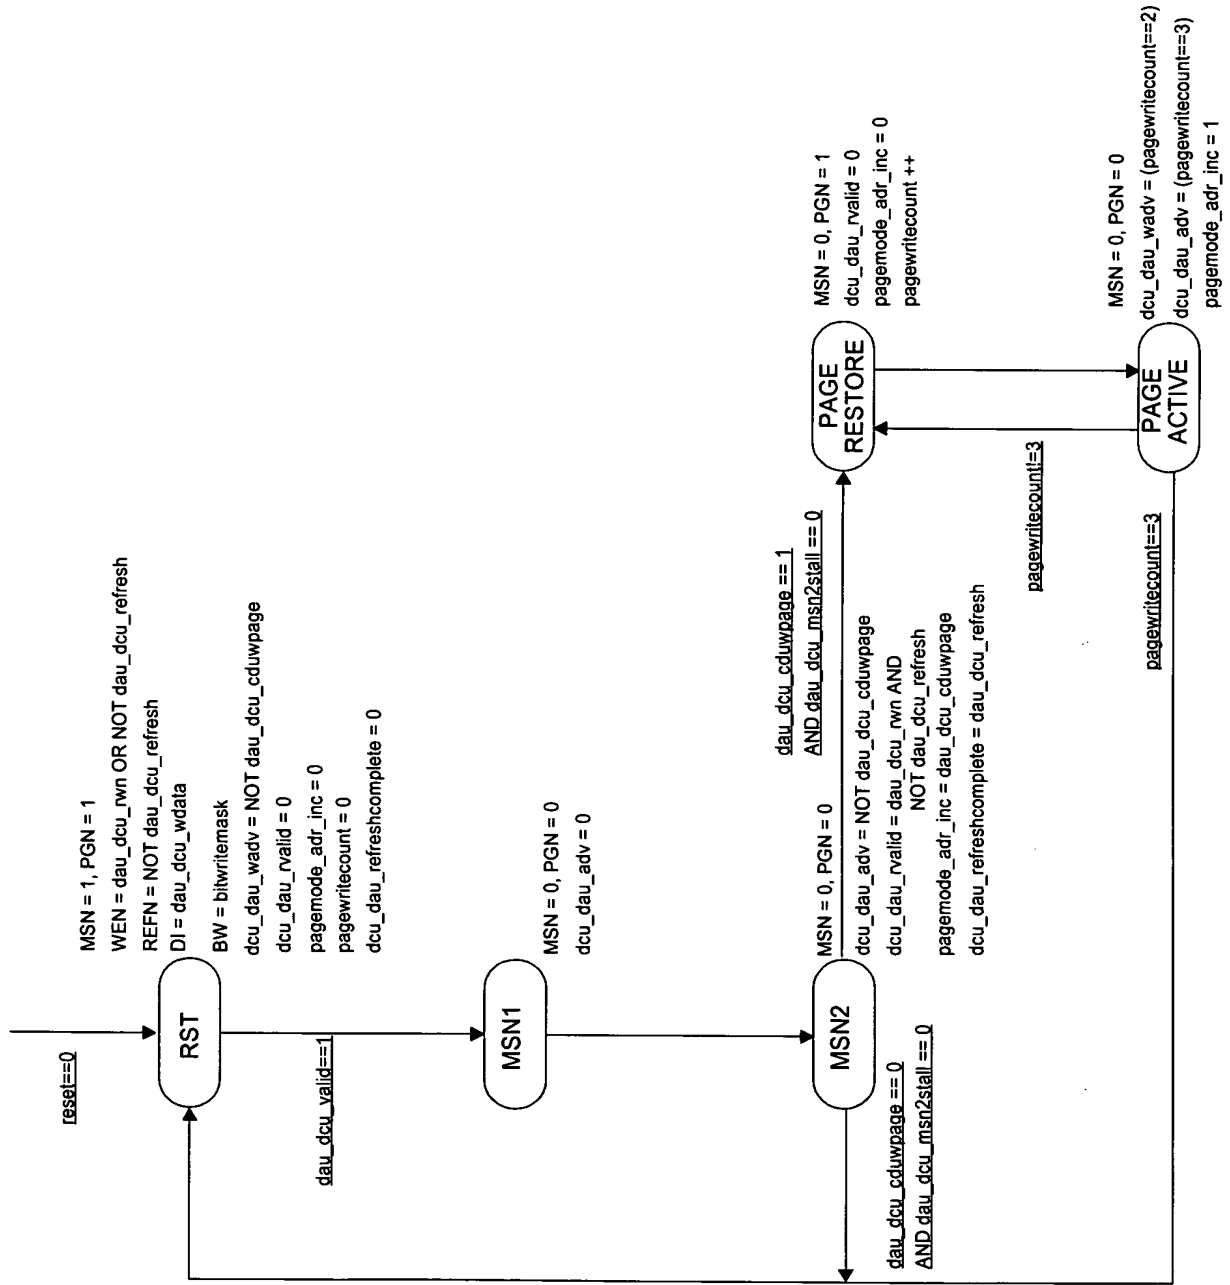 reset==0
RST
MSN = 1, PGN = 1
WEN = dau_dcu_rwn OR NOT dau_dcu_refresh
REFN = NOT dau_dcu_refresh
DI = dau_dcu_wdata
BW = bitwritemask
dcu_dau_wadv = NOT dau_dcu_cduwpage
dcu_dau_rvalid = 0
pagemode_adr_inc = 0
pagewritecount = 0
dcu_dau_refreshcomplete = 0
dau_dcu_valid==1
MSN1
MSN = 0, PGN = 0
dcu_dau_adv = 0
MSN2
MSN = 0, PGN = 0
dcu_dau_adv = NOT dau_dcu_cduwpage
dcu_dau_rvalid = dau_dcu_rwn AND
NOT dau_dcu_refresh
pagemode_adr_inc = dau_dcu_cduwpage
dcu_dau_refreshcomplete = dau_dcu_refresh
dau_dcu_cduwpage == 0
AND dau_dcu_msn2stall == 0
dau_dcu_cduwpage == 1
AND dau_dcu_msn2stall == 0
PAGE
RESTORE
MSN = 0, PGN = 1
dcu_dau_rvalid = 0
pagemode_adr_inc = 0
pagewritecount ++
pagewritecount!=3
pagewritecount==3
PAGE
ACTIVE
MSN = 0, PGN = 0
dcu_dau_wadv = (pagewritecount==2)
dcu_dau_adv = (pagewritecount==3)
pagemode_adr_inc = 1